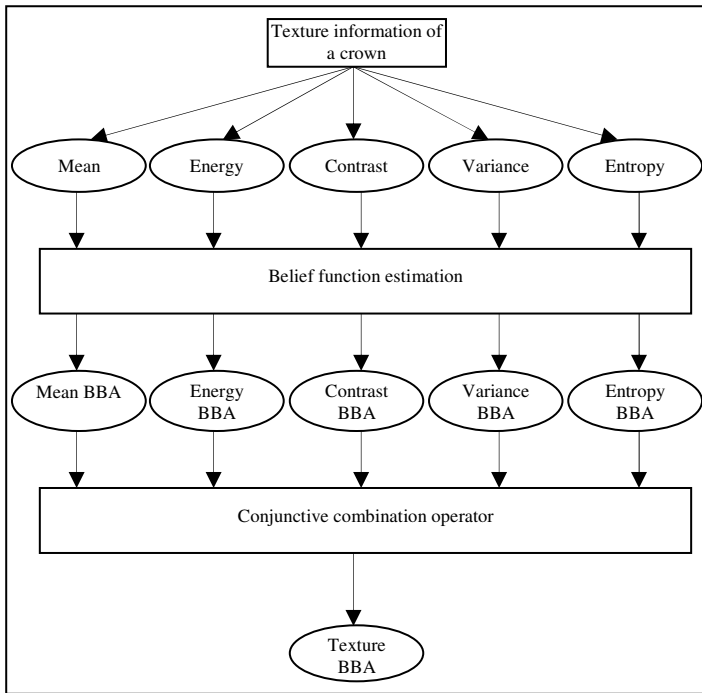 Texture information of
a crown
Mean
Energy
Contrast
Variance
Entropy
Belief function estimation
Mean BBA
Energy
BBA
Contrast
BBA
Variance
BBA
Entropy
BBA
Conjunctive combination operator
Texture
BBA